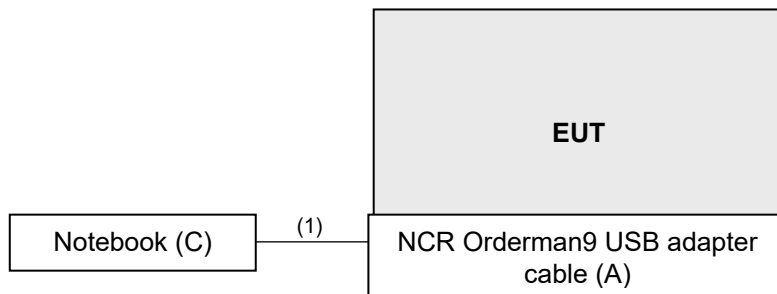 EUT
Notebook (C)
(1)
NCR Orderman9 USB adapter
cable (A)